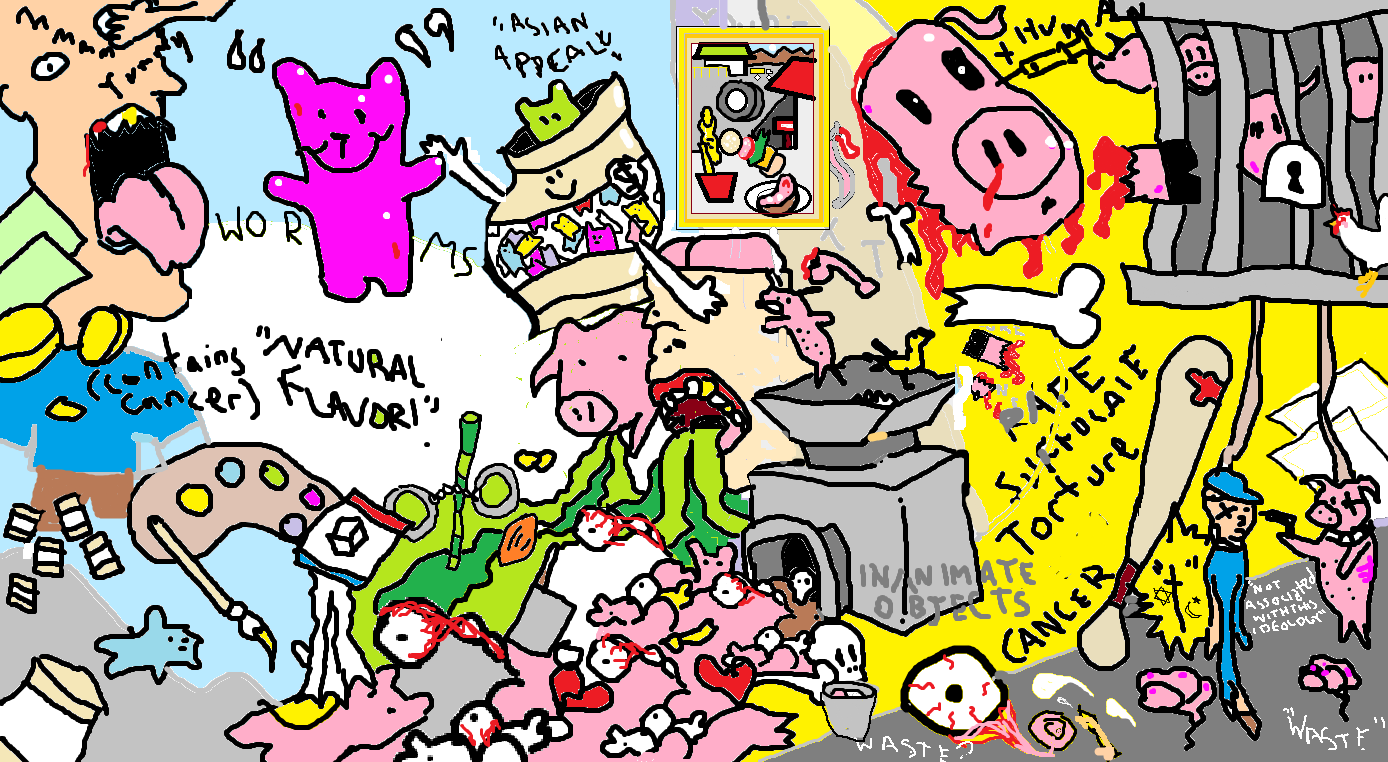 "ASIAN
APPEAL"
+ HUMAN
WOR MS
(contains
cancer)
"NATURAL
FLAVOR!"
RAPE
SUFFOCATE
TORTURE
CANCER
INANIMATE
OBJECTS
"NOT
ASSOCIATED
WITH THIS
IDEOLOGY"
WASTE?
"WASTE"